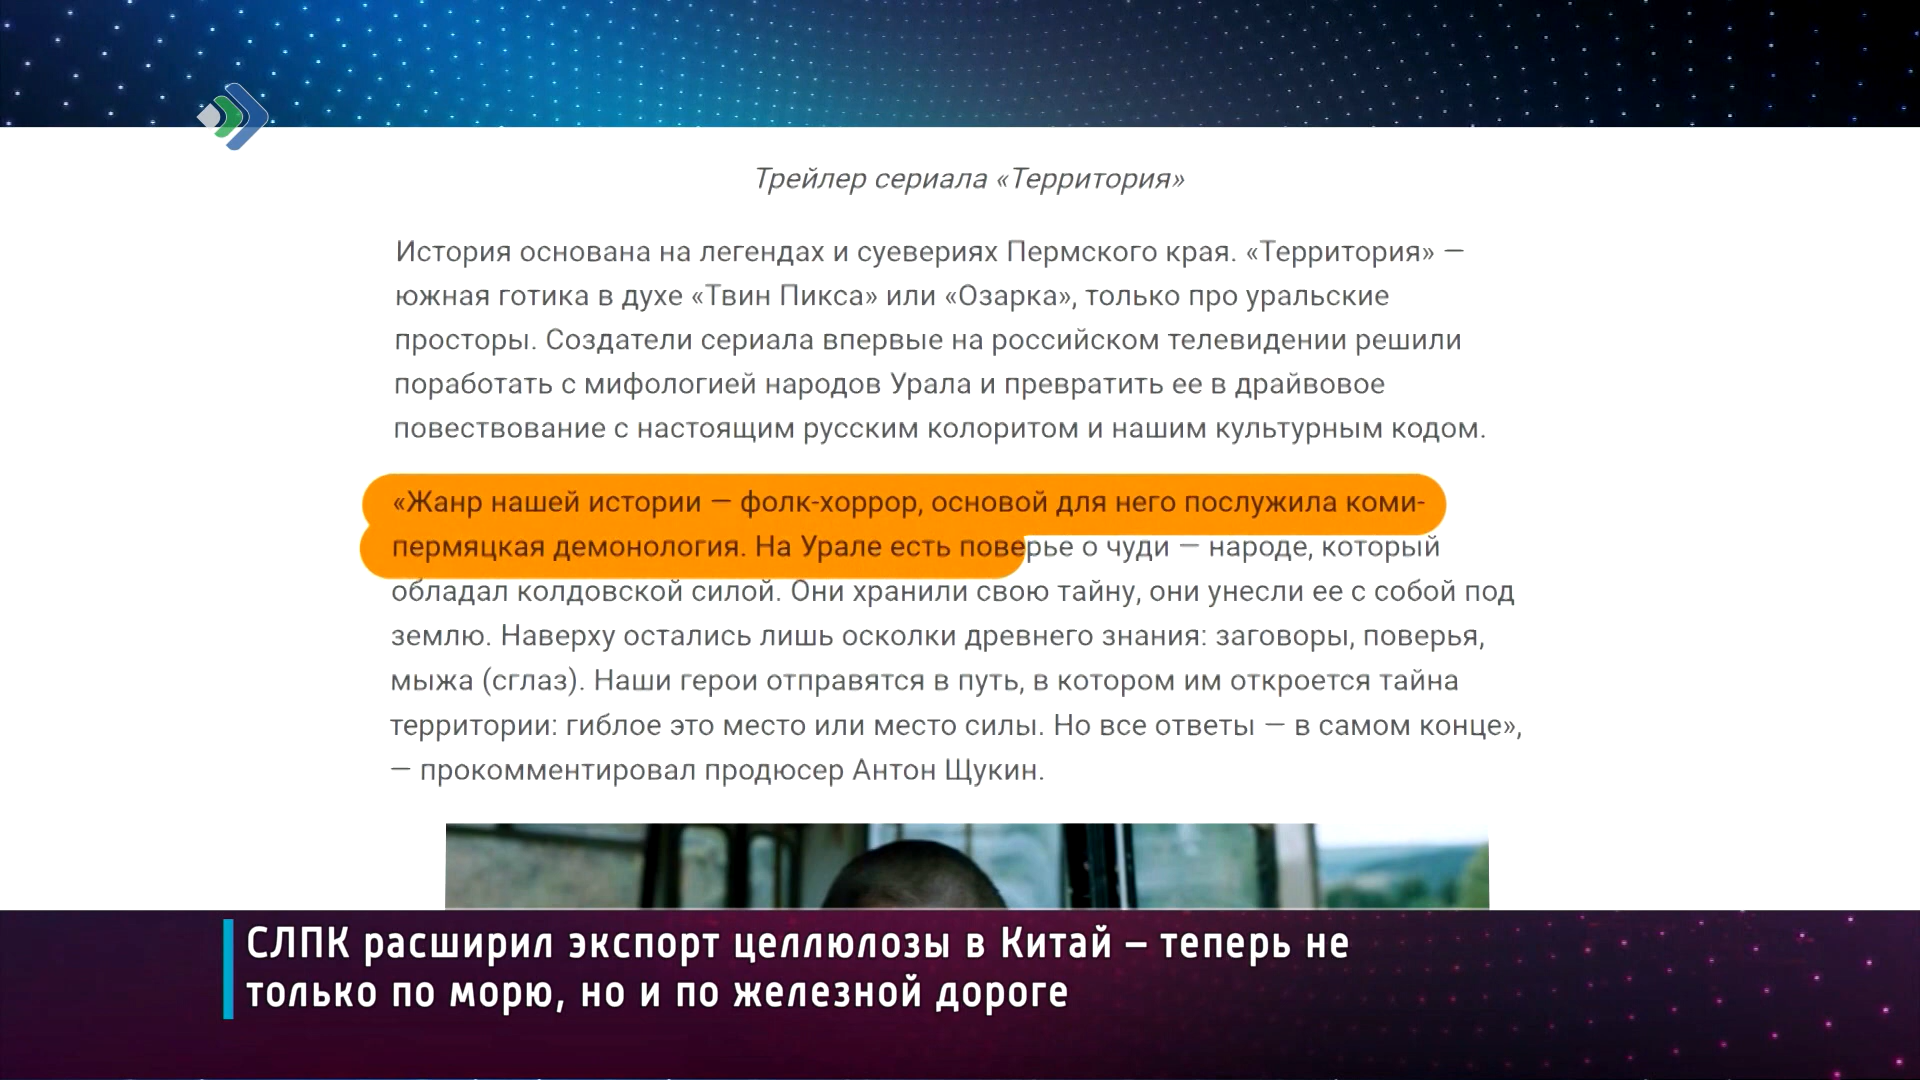 Трейлер сериала «Территория»
История основана на легендах и суевериях Пермского края. «Территория» —
южная готика в духе «Твин Пикса» или «Озарка», только про уральские
просторы. Создатели сериала впервые на российском телевидении решили
поработать с мифологией народов Урала и превратить ее в драйвовое
повествование с настоящим русским колоритом и нашим культурным кодом.
«Жанр нашей истории — фолк-хоррор, основой для него послужила коми-
пермяцкая демонология. На Урале есть поверье о чуди — народе, который
обладал колдовской силой. Они хранили свою тайну, они унесли ее с собой под
землю. Наверху остались лишь осколки древнего знания: заговоры, поверья,
мыжа (сглаз). Наши герои отправятся в путь, в котором им откроется тайна
территории: гиблое это место или место силы. Но все ответы — в самом конце»,
— прокомментировал продюсер Антон Щукин.
СЛПК расширил экспорт целлюлозы в Китай – теперь не
только по морю, но и по железной дороге